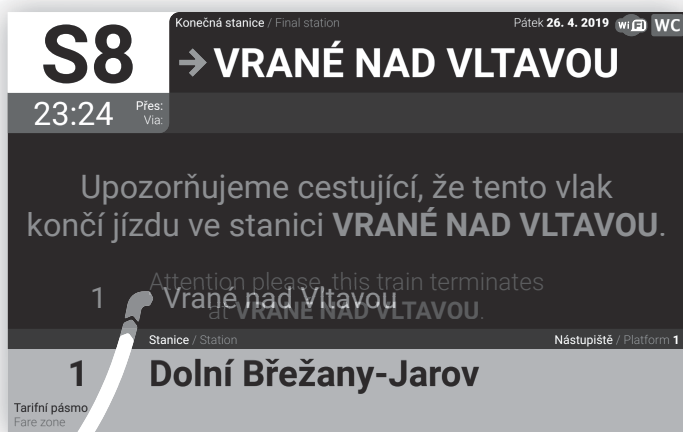 S8
Konečná stanice / Final station
Pátek 26. 4. 2019
WiFi
WC
VRANÉ NAD VLTAVOU
23:24
Přes:
Via:
Upozorňujeme cestující, že tento vlak
končí jízdu ve stanici VRANÉ NAD VLTAVOU.
Attention please, this train terminates
at VRANÉ NAD VLTAVOU.
1 Vrané nad Vltavou
Stanice / Station
Nástupiště / Platform 1
1 Dolní Břežany-Jarov
Tarifní pásmo
Fare zone